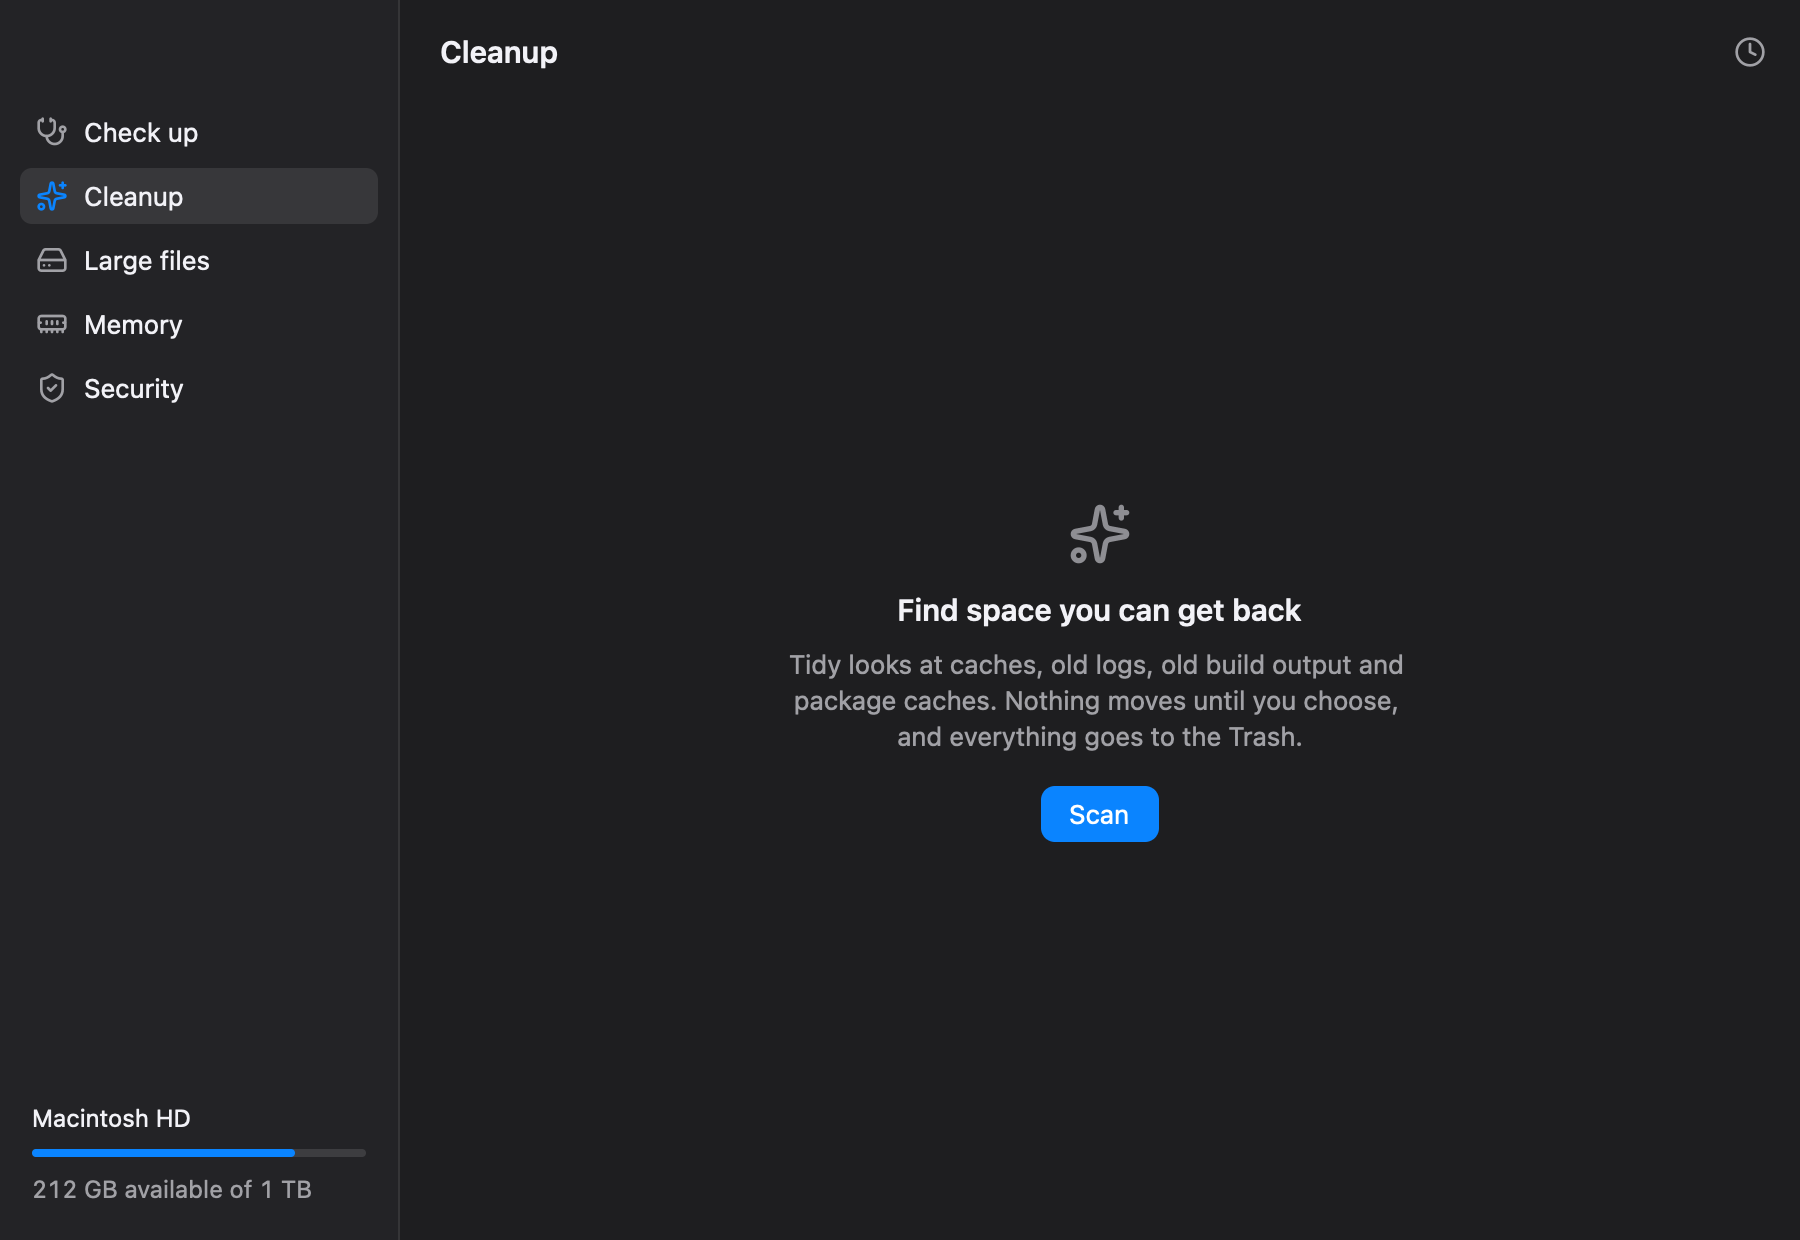 Cleanup
Check up
Cleanup
Large files
Memory
Security
Find space you can get back
Tidy looks at caches, old logs, old build output and
package caches. Nothing moves until you choose,
and everything goes to the Trash.
Scan
Macintosh HD
212 GB available of 1 TB